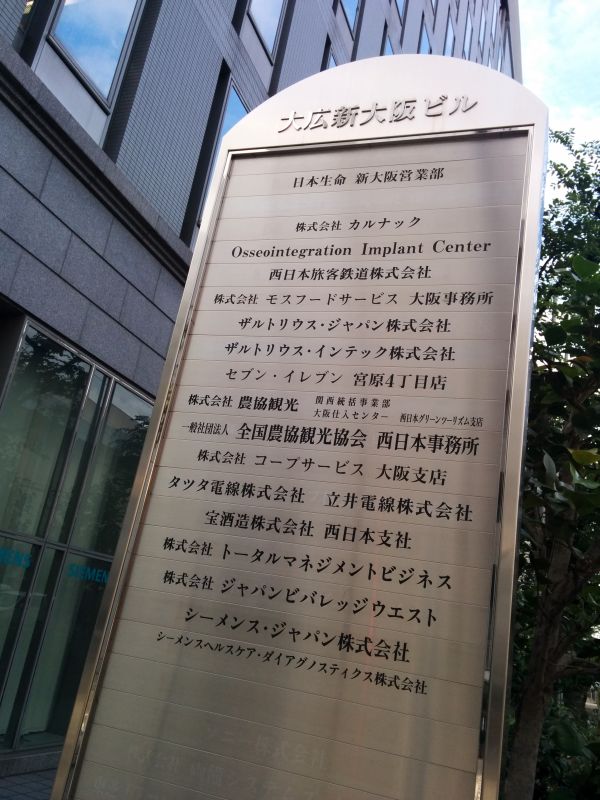 大広新大阪ビル
日本生命 新大阪営業部
株式会社 カルナック
Osseointegration Implant Center
西日本旅客鉄道株式会社
株式会社 モスフードサービス 大阪事務所
ザルトリウス・ジャパン株式会社
ザルトリウス・インテック株式会社
セブン・イレブン 宮原4丁目店
株式会社 農協観光 関西統括事業部 大阪仕入センター 西日本グリーンツーリズム支店
一般社団法人 全国農協観光協会 西日本事務所
株式会社 コープサービス 大阪支店
タツタ電線株式会社 立井電線株式会社
宝酒造株式会社 西日本支社
株式会社 トータルマネジメントビジネス
株式会社 ジャパンビバレッジウエスト
シーメンス・ジャパン株式会社
シーメンスヘルスケア・ダイアグノスティクス株式会社
SIEMENS